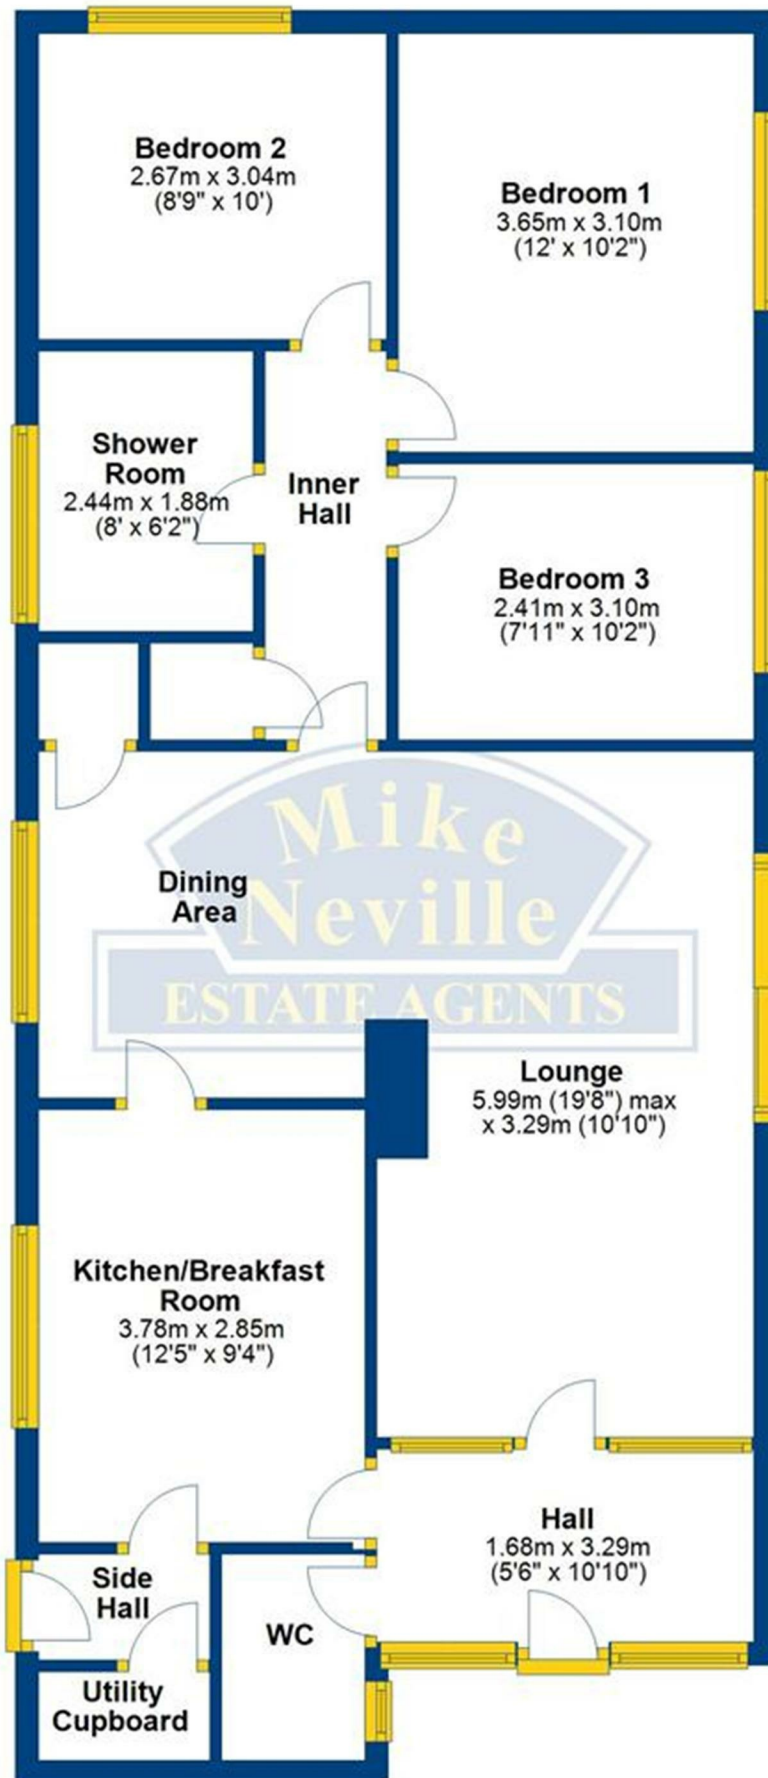 Bedroom 2
2.67m x 3.04m
(8'9" x 10')
Bedroom 1
3.65m x 3.10m
(12' x 10'2")
Shower
Room
2.44m x 1.88m
(8' x 6'2")
Inner
Hall
Bedroom 3
2.41m x 3.10m
(7'11" x 10'2")
Mike
Neville
ESTATE AGENTS
Dining
Area
Lounge
5.99m (19'8") max
x 3.29m (10'10")
Kitchen/Breakfast
Room
3.78m x 2.85m
(12'5" x 9'4")
Hall
1.68m x 3.29m
(5'6" x 10'10")
Side
Hall
WC
Utility
Cupboard